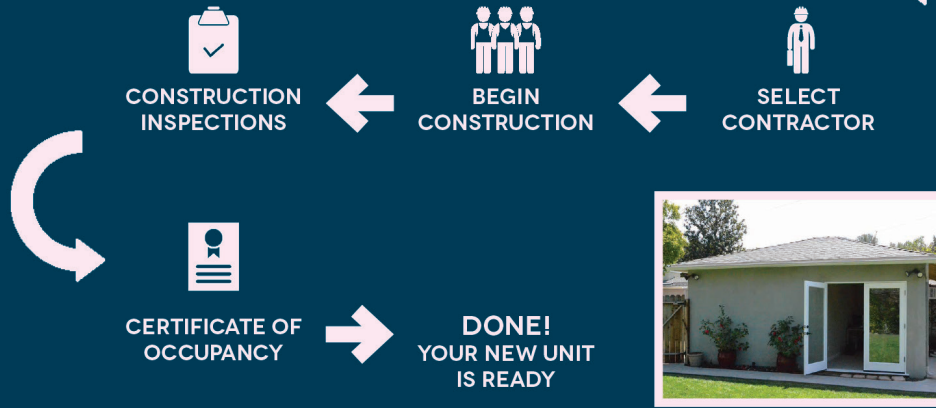 SELECT
CONTRACTOR
BEGIN
CONSTRUCTION
CONSTRUCTION
INSPECTIONS
CERTIFICATE OF
OCCUPANCY
DONE!
YOUR NEW UNIT
IS READY